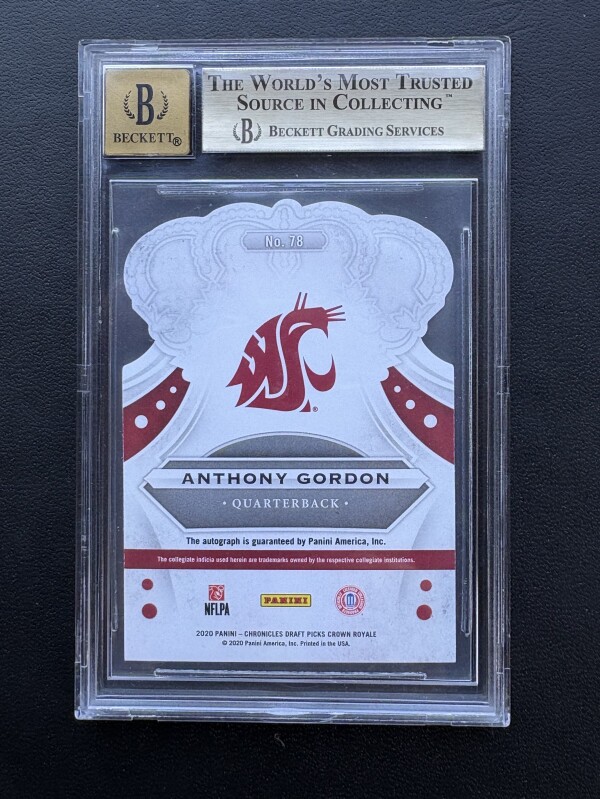 B
BECKETT®
THE WORLD'S MOST TRUSTED
SOURCE IN COLLECTING™
B BECKETT GRADING SERVICES
No. 78
WSC
®
ANTHONY GORDON
• QUARTERBACK •
The autograph is guaranteed by Panini America, Inc.
The collegiate indicia used herein are trademarks owned by the respective collegiate institutions.
NFLPA
PANINI
2020 PANINI – CHRONICLES DRAFT PICKS CROWN ROYALE
© 2020 Panini America, Inc. Printed in the USA.